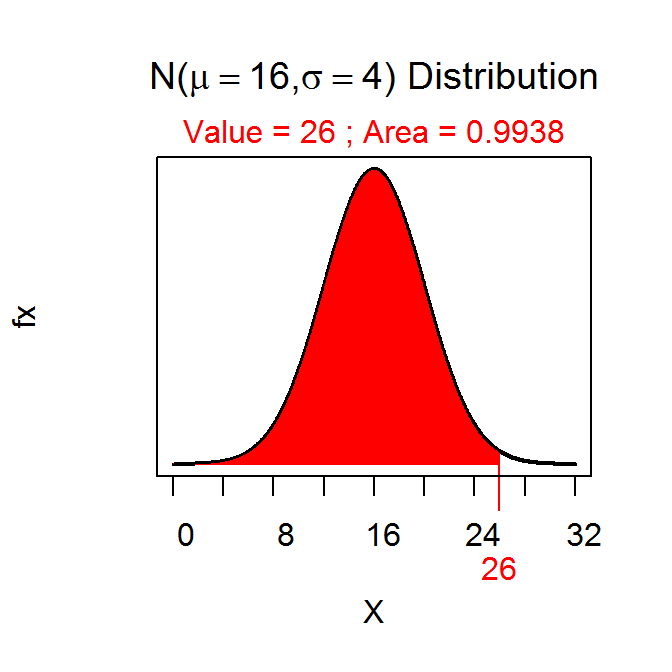 N(μ = 16,σ = 4) Distribution
Value = 26 ; Area = 0.9938
fx
0 8 16 24 32
26
X